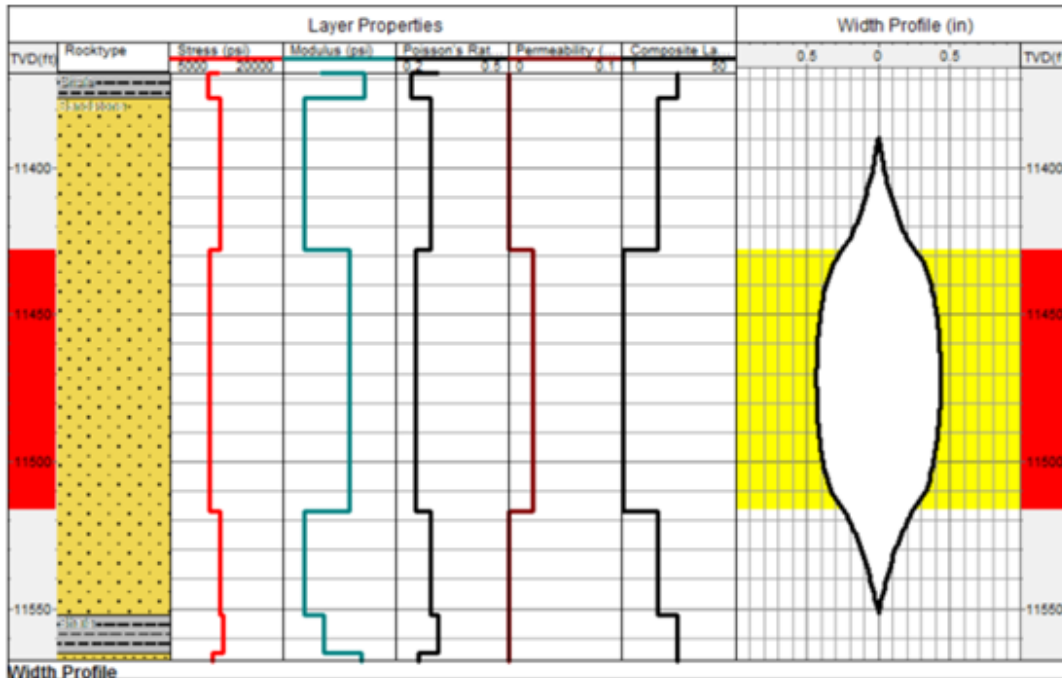 Layer Properties
Width Profile (in)
TVD(ft)
Rocktype
Stress (psi)
5000 20000
Modulus (psi)
Poisson's Rat...
0.2 0.5
Permeability (...
0 0.1
Composite La...
1 50
0.5 0 0.5
TVD(f
11400
11450
11500
11550
11400
11450
11500
11550
Width Profile